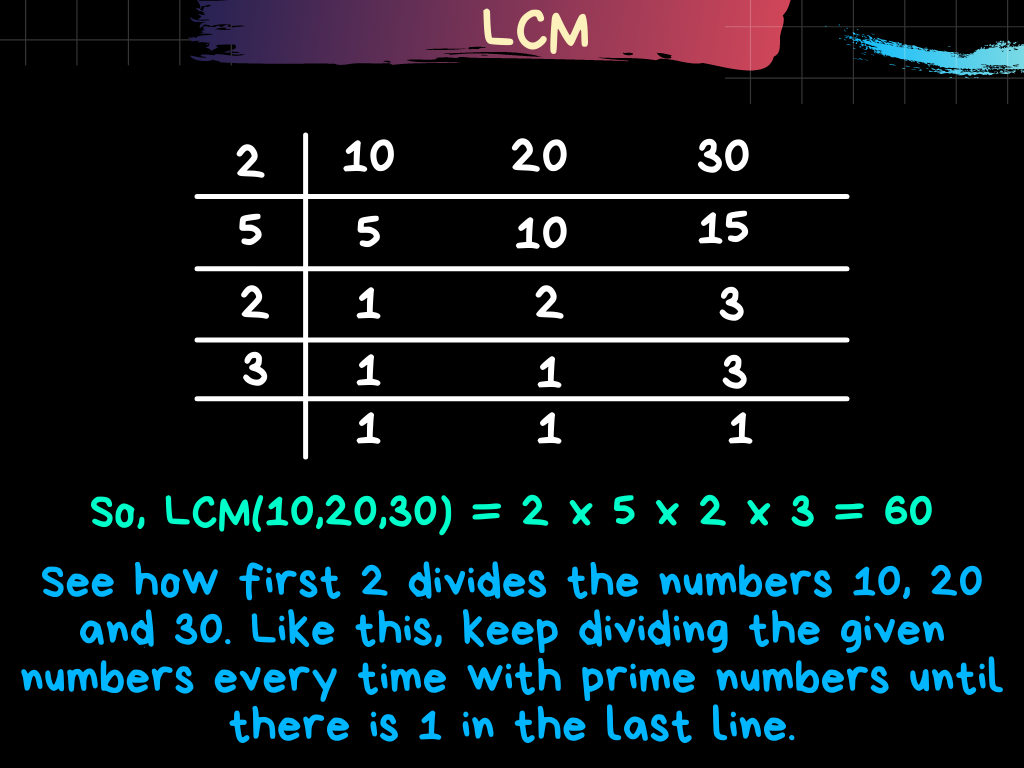 LCM
2 10 20 30
5 5 10 15
2 1 2 3
3 1 1 3
1 1 1
So, LCM(10,20,30) = 2 x 5 x 2 x 3 = 60
See how first 2 divides the numbers 10, 20
and 30. Like this, keep dividing the given
numbers every time with prime numbers until
there is 1 in the last line.